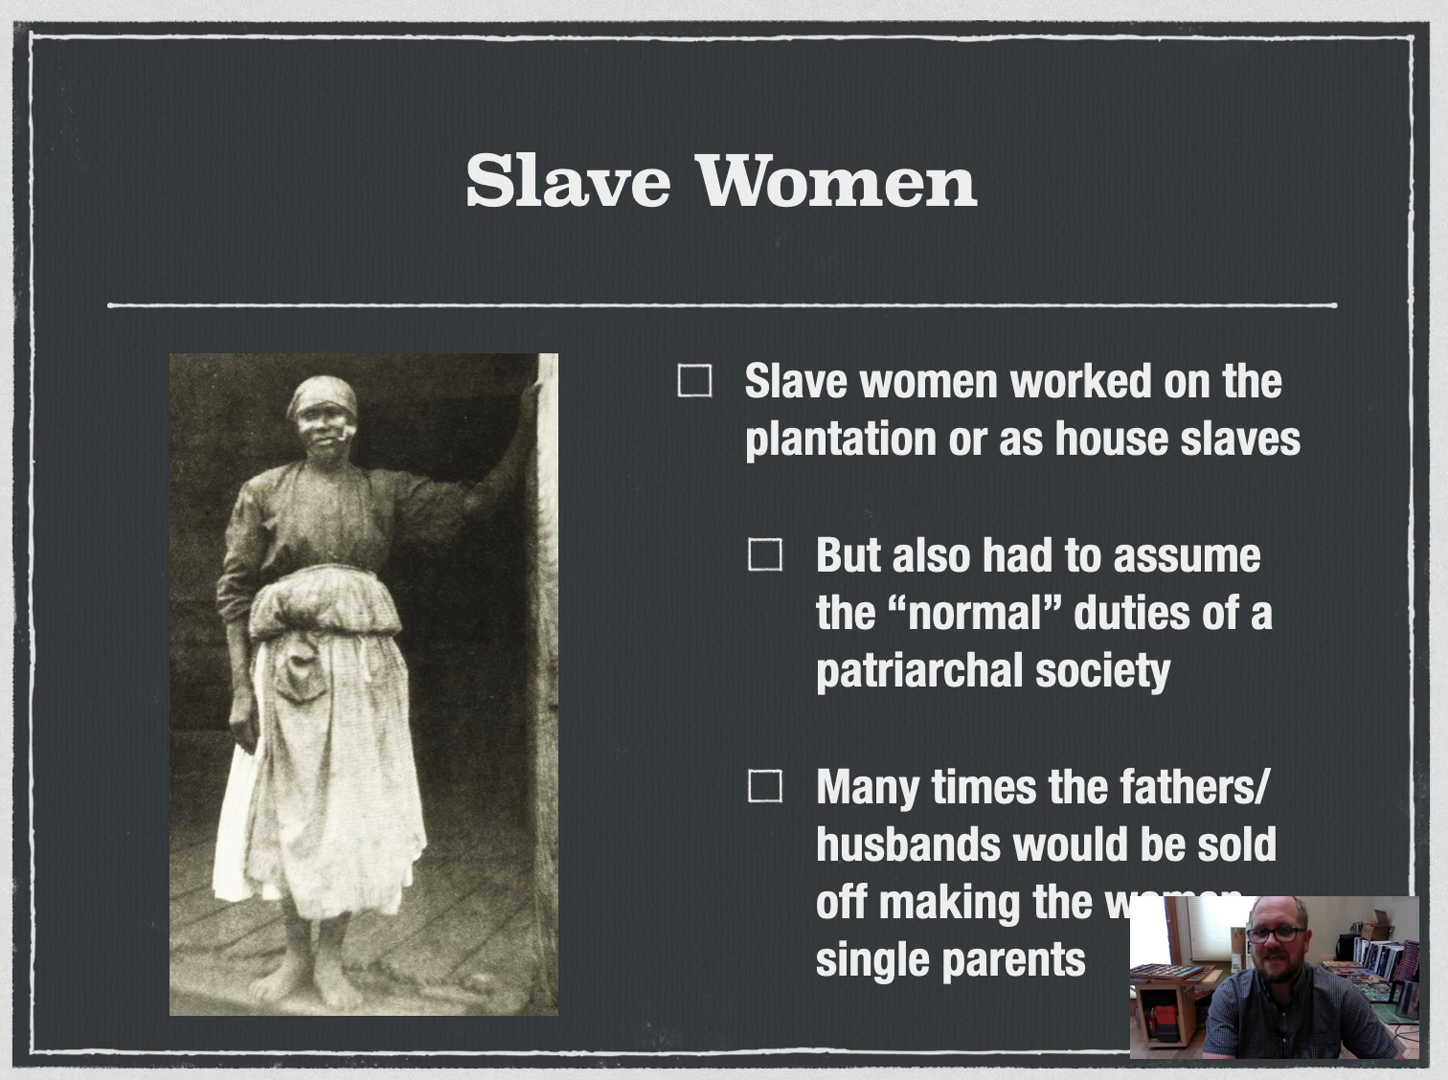 Slave Women
Slave women worked on the
plantation or as house slaves
But also had to assume
the “normal” duties of a
patriarchal society
Many times the fathers/
husbands would be sold
off making the women
single parents